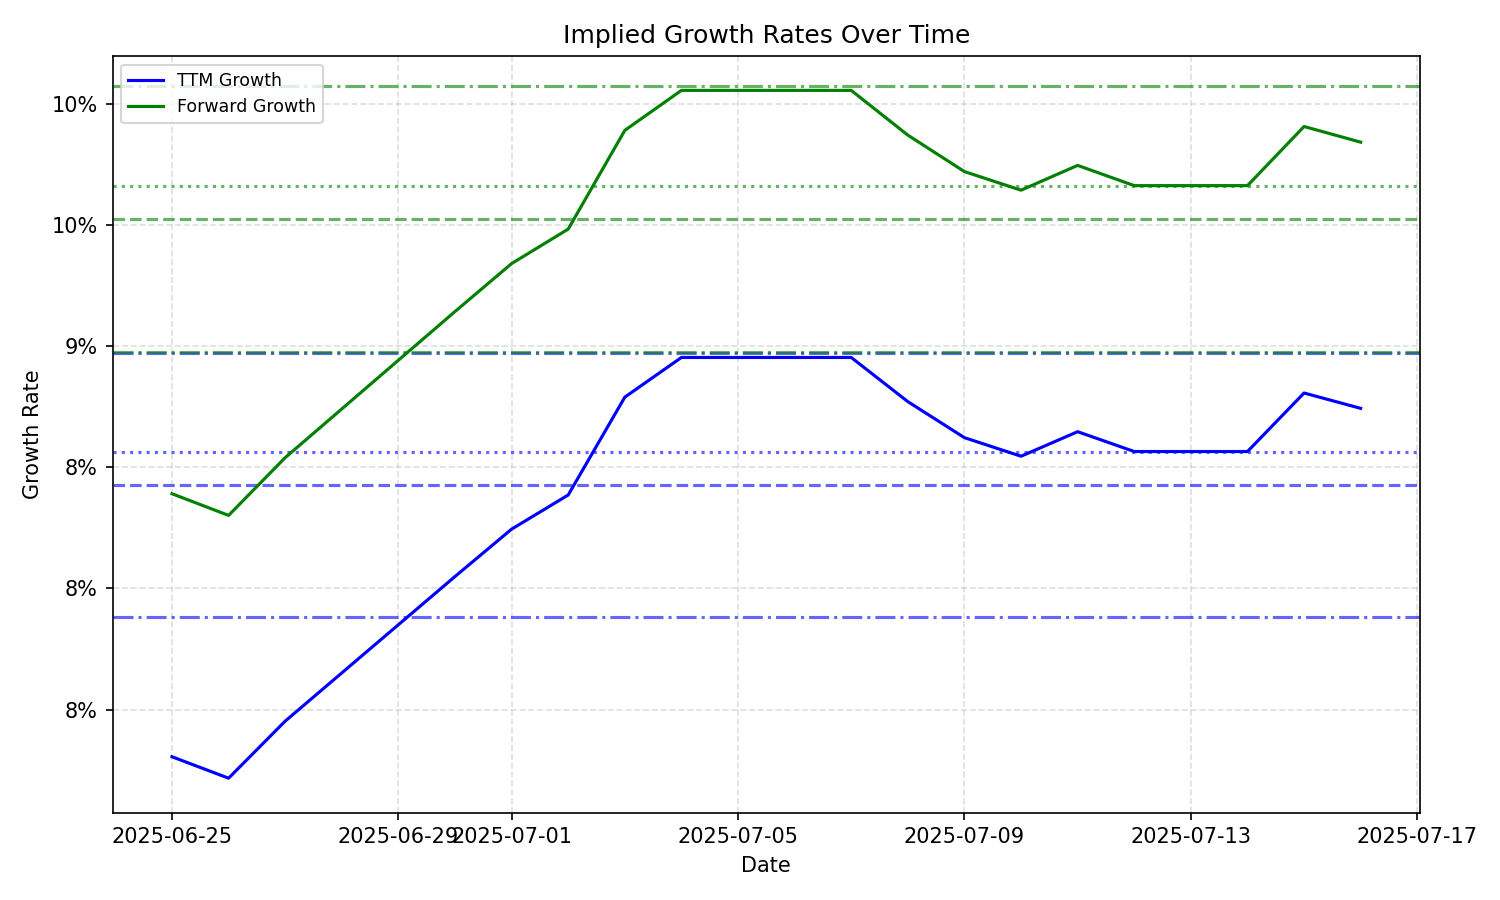 Implied Growth Rates Over Time
TTM Growth
Forward Growth
10%
10%
9%
8%
8%
8%
Growth Rate
2025-06-25
2025-06-29
2025-07-01
2025-07-05
2025-07-09
2025-07-13
2025-07-17
Date